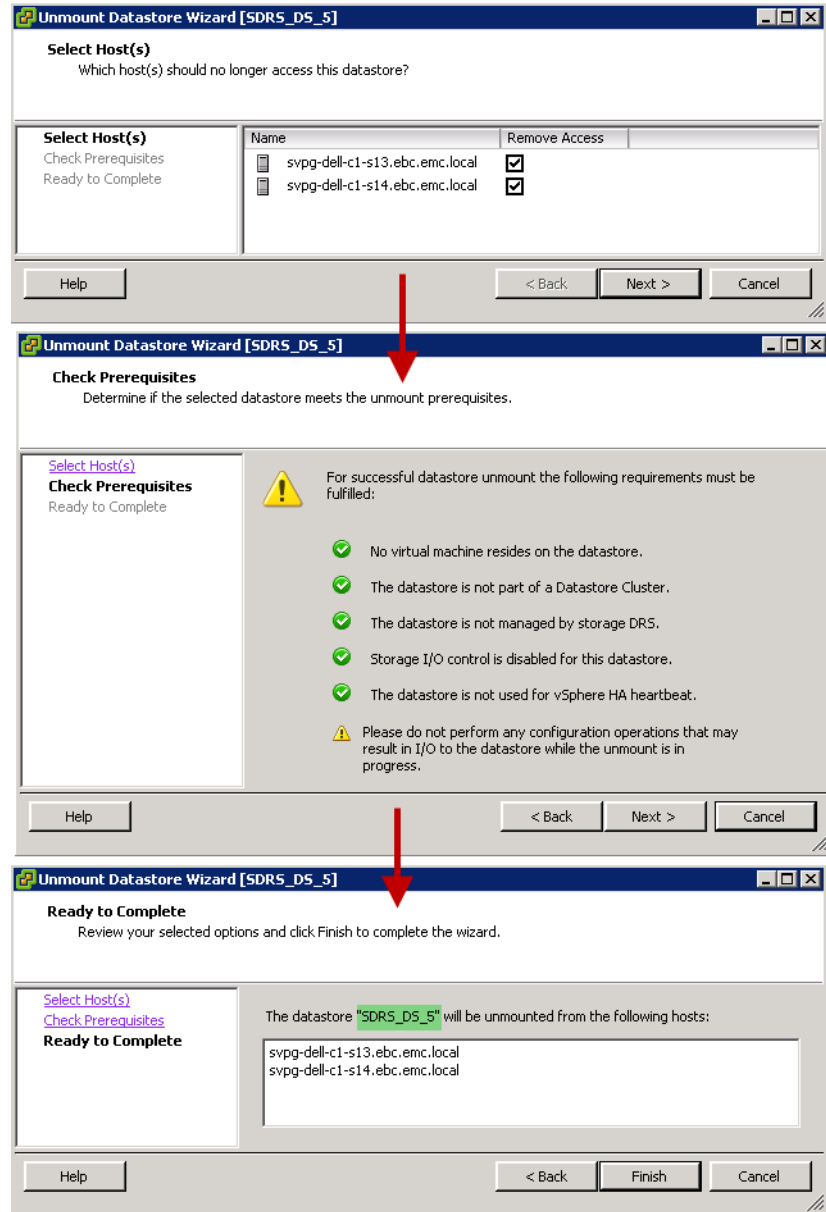 Unmount Datastore Wizard [SDRS_DS_5]
Select Host(s)
Which host(s) should no longer access this datastore?
Select Host(s)
Check Prerequisites
Ready to Complete
Name Remove Access
svpg-dell-c1-s13.ebc.emc.local
svpg-dell-c1-s14.ebc.emc.local
Help < Back Next > Cancel
Unmount Datastore Wizard [SDRS_DS_5]
Check Prerequisites
Determine if the selected datastore meets the unmount prerequisites.
Select Host(s)
Check Prerequisites
Ready to Complete
For successful datastore unmount the following requirements must be
fulfilled:
No virtual machine resides on the datastore.
The datastore is not part of a Datastore Cluster.
The datastore is not managed by storage DRS.
Storage I/O control is disabled for this datastore.
The datastore is not used for vSphere HA heartbeat.
Please do not perform any configuration operations that may
result in I/O to the datastore while the unmount is in
progress.
Help < Back Next > Cancel
Unmount Datastore Wizard [SDRS_DS_5]
Ready to Complete
Review your selected options and click Finish to complete the wizard.
Select Host(s)
Check Prerequisites
Ready to Complete
The datastore "SDRS_DS_5" will be unmounted from the following hosts:
svpg-dell-c1-s13.ebc.emc.local
svpg-dell-c1-s14.ebc.emc.local
Help < Back Finish Cancel